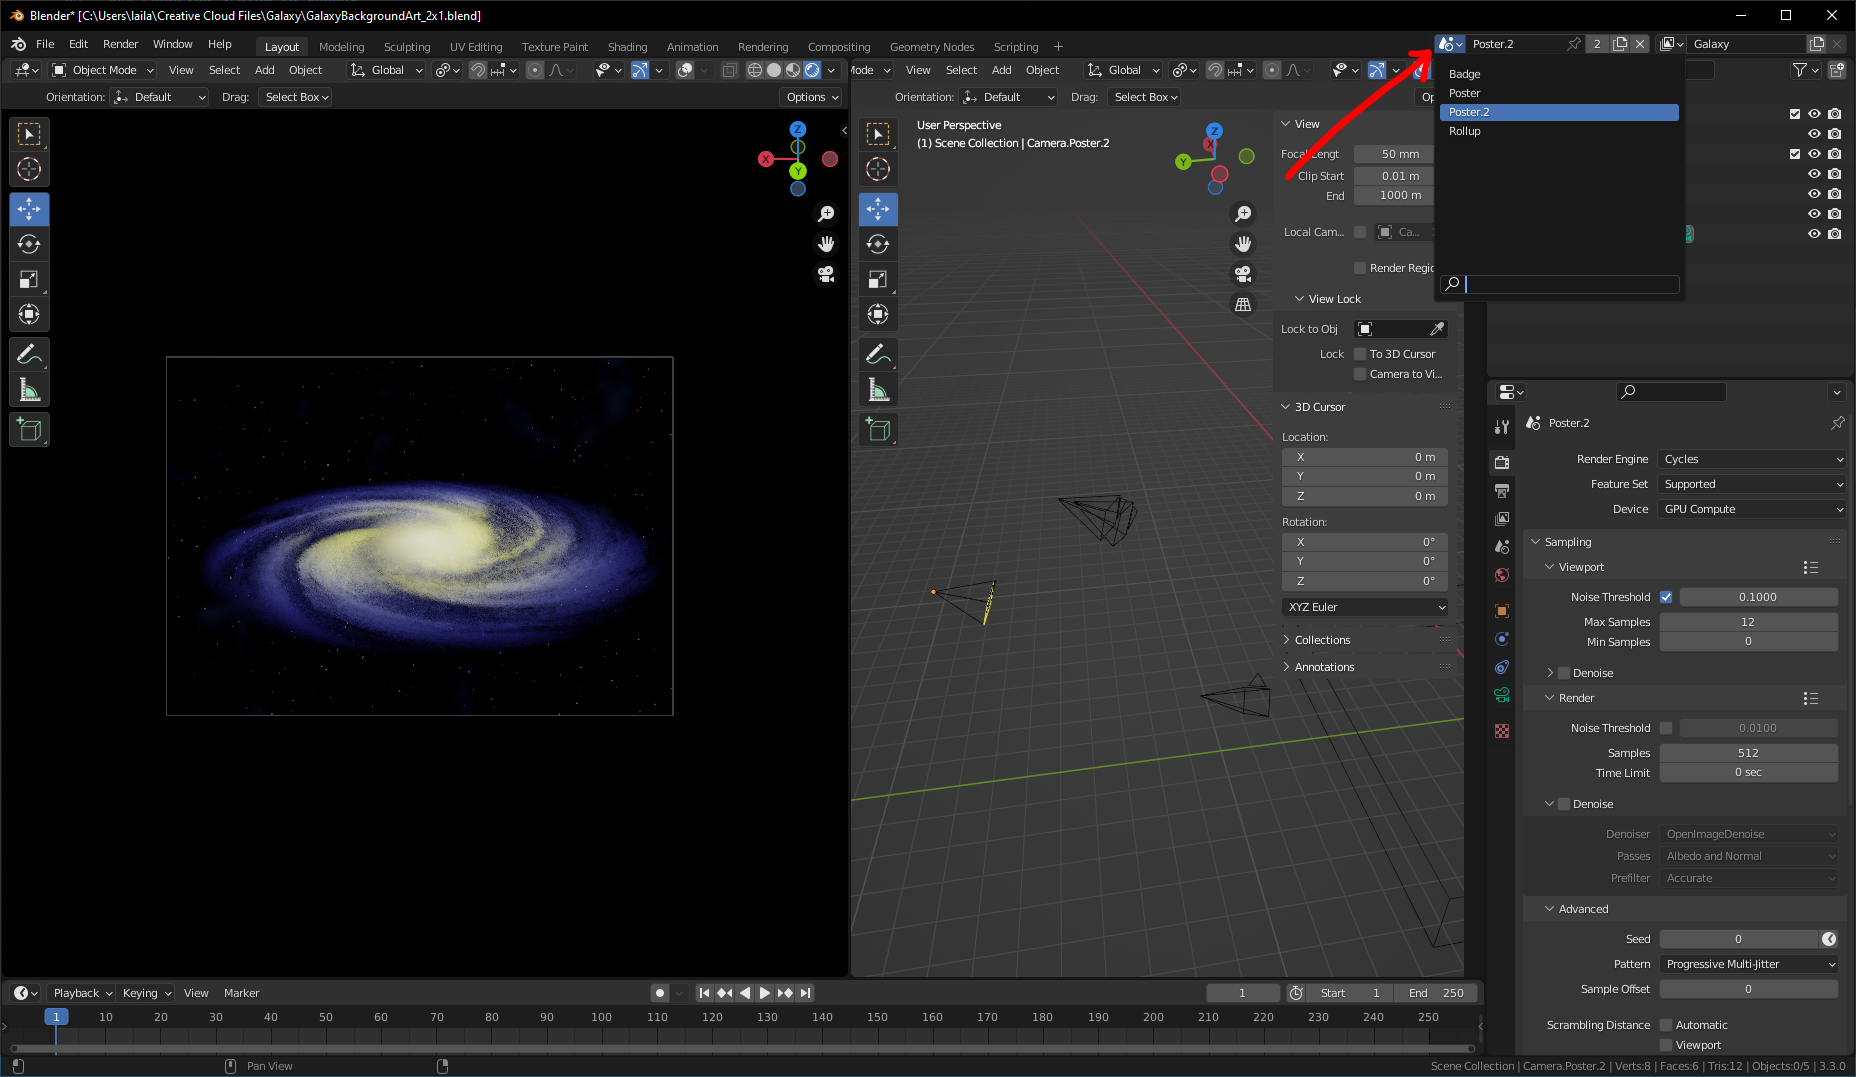 Blender* [C:\Users\laila\Creative Cloud Files\Galaxy\GalaxyBackgroundArt_2x1.blend]
File Edit Render Window Help Layout Modeling Sculpting UV Editing Texture Paint Shading Animation Rendering Compositing Geometry Nodes Scripting + Poster.2 2 Galaxy
Object Mode View Select Add Object Global
Mode View Select Add Object Global
Orientation: Default Drag: Select Box Options
Orientation: Default Drag: Select Box Op
Badge
Poster
Poster.2
Rollup
Z
X
Y
User Perspective
(1) Scene Collection | Camera.Poster.2
Z
X
Y
View
Focal Lengt 50 mm
Clip Start 0.01 m
End 1000 m
Local Cam... Ca...
Render Regio
View Lock
Lock to Obj
Lock To 3D Cursor
Camera to Vi...
3D Cursor
Location:
X 0 m
Y 0 m
Z 0 m
Rotation:
X 0°
Y 0°
Z 0°
XYZ Euler
Collections
Annotations
Poster.2
Render Engine Cycles
Feature Set Supported
Device GPU Compute
Sampling
Viewport
Noise Threshold 0.1000
Max Samples 12
Min Samples 0
Denoise
Render
Noise Threshold 0.0100
Samples 512
Time Limit 0 sec
Denoise
Denoiser OpenImageDenoise
Passes Albedo and Normal
Prefilter Accurate
Advanced
Seed 0
Pattern Progressive Multi-Jitter
Sample Offset 0
Scrambling Distance Automatic
Viewport
Playback Keying View Marker 1 Start 1 End 250
1 10 20 30 40 50 60 70 80 90 100 110 120 130 140 150 160 170 180 190 200 210 220 230 240 250
Pan View
Scene Collection | Camera.Poster.2 | Verts:8 | Faces:6 | Tris:12 | Objects:0/5 | 3.3.0